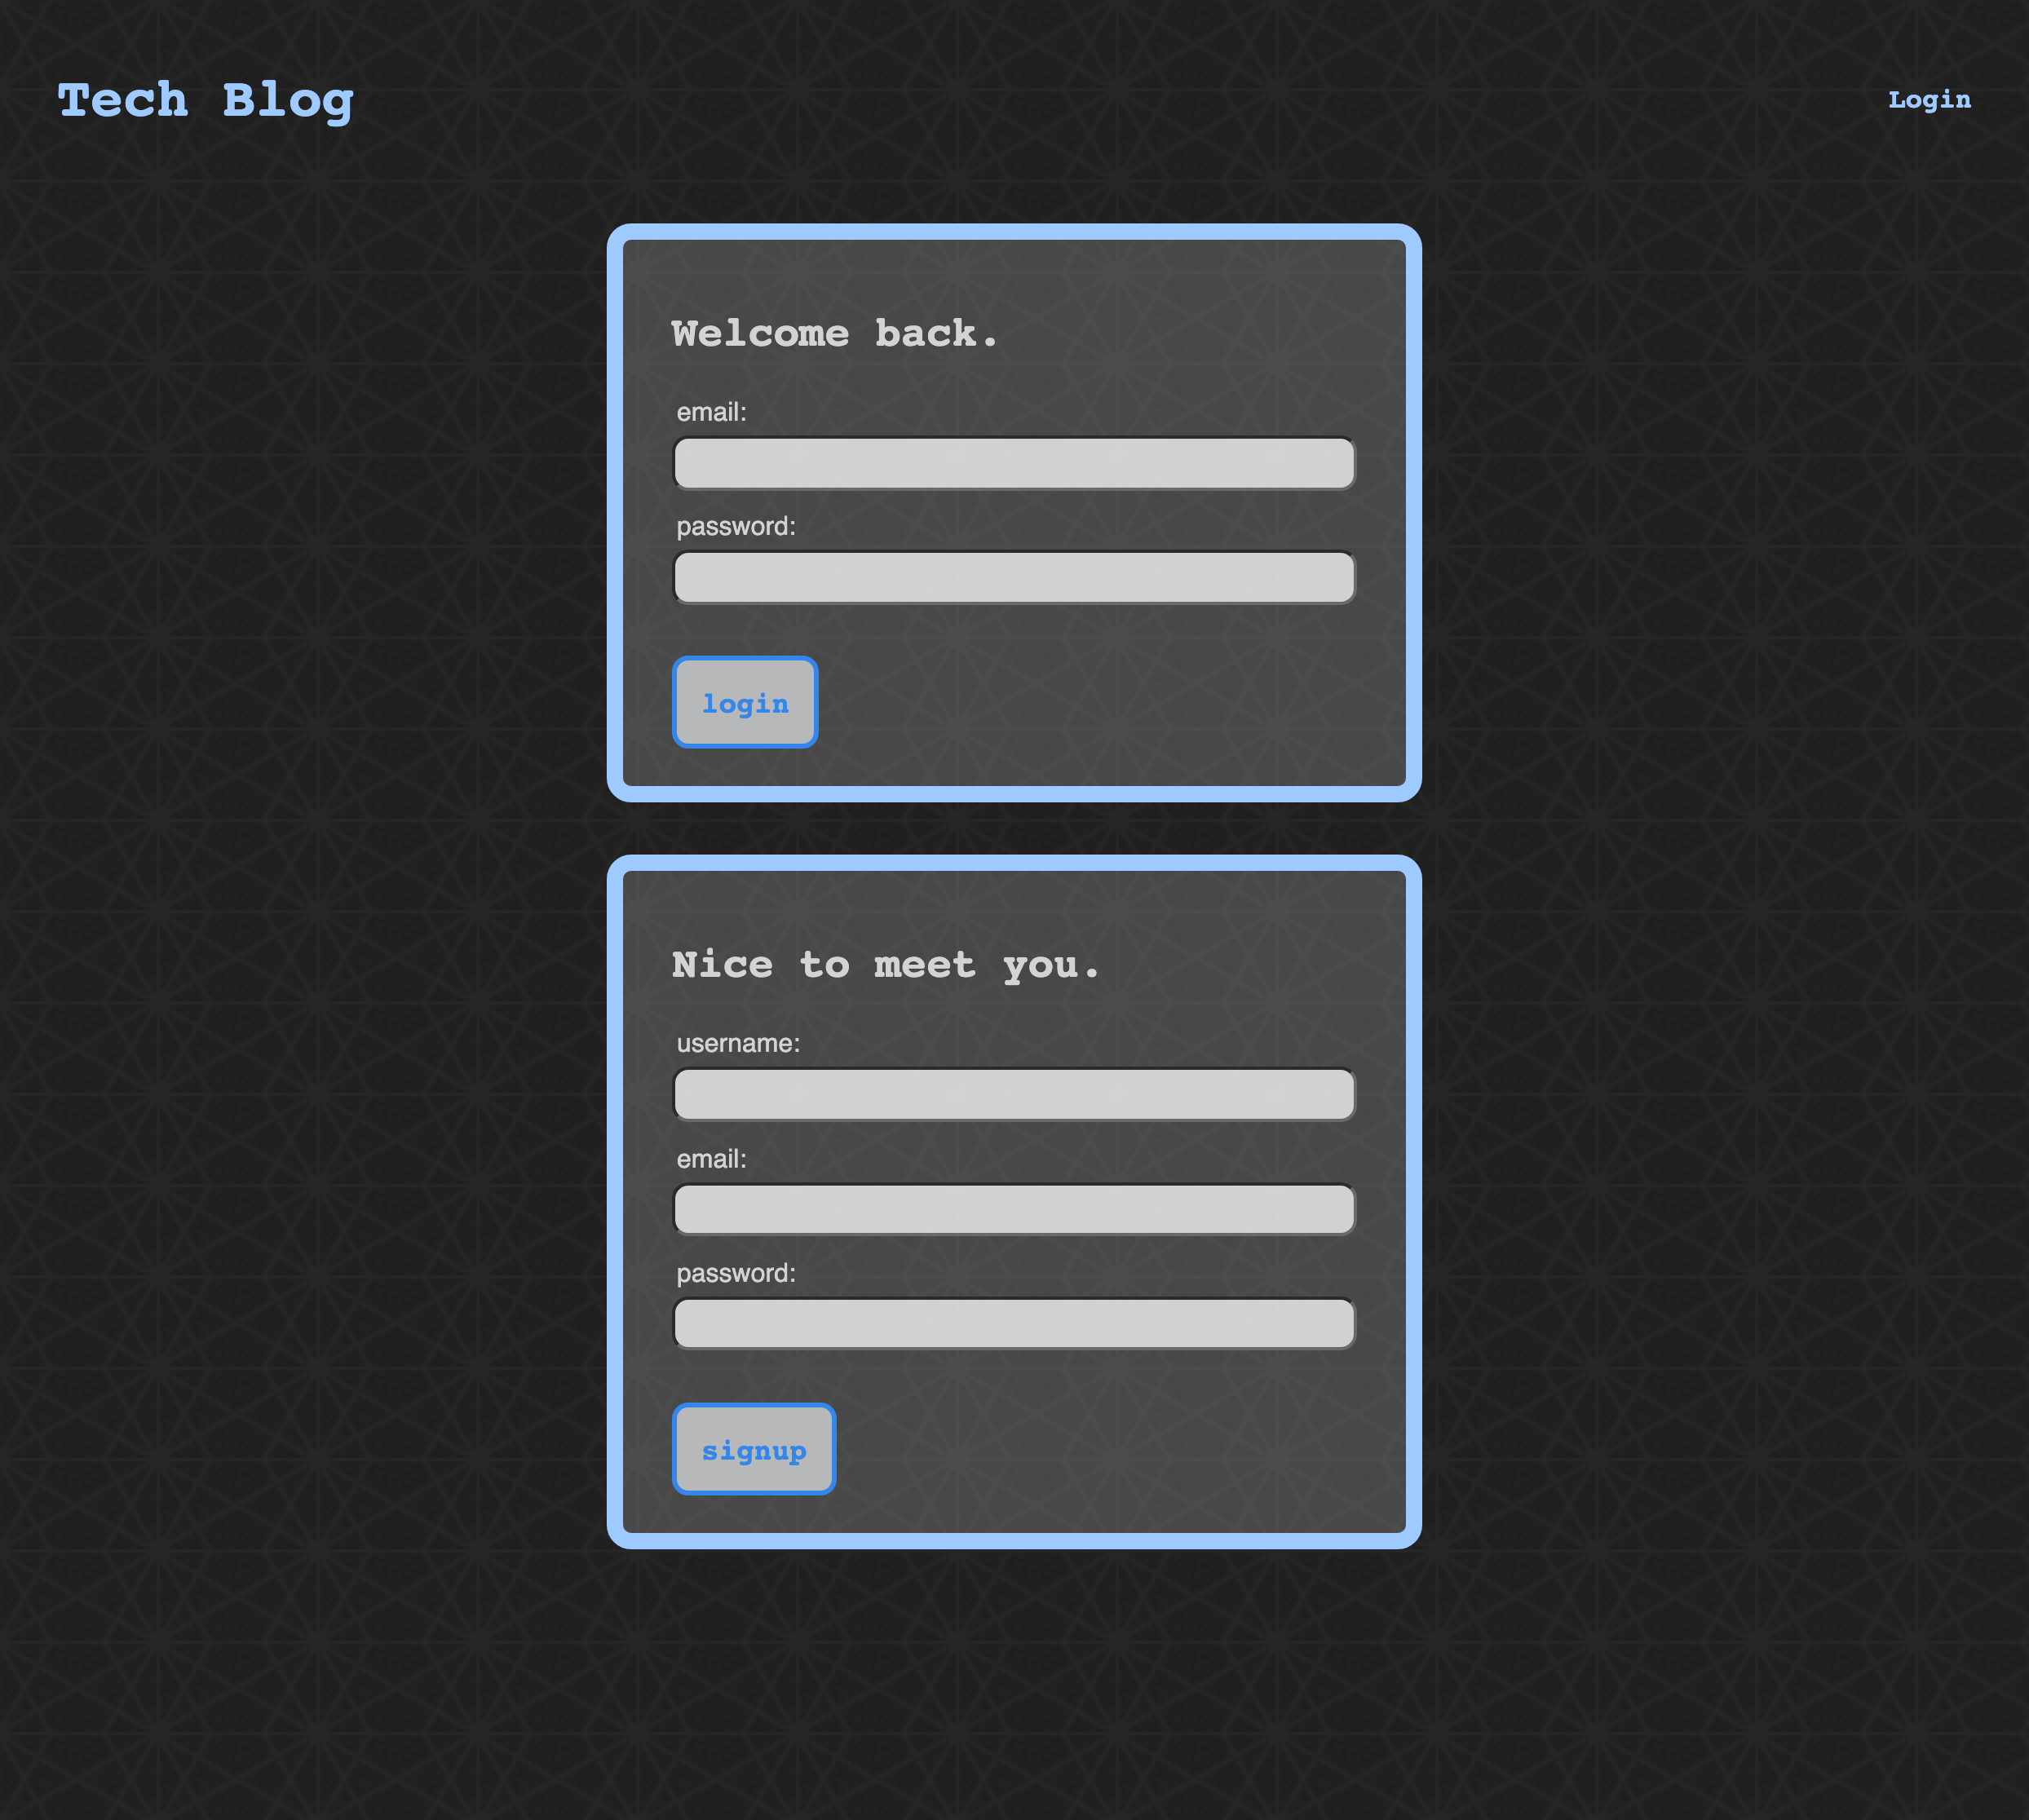 Tech Blog
Login
Welcome back.
email:
password:
login
Nice to meet you.
username:
email:
password:
signup